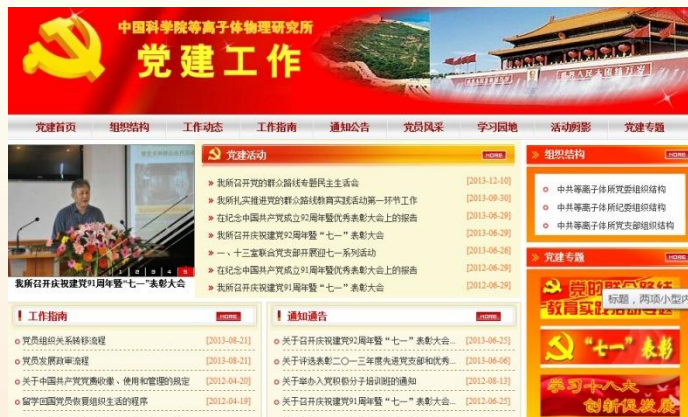 中国科学院等离子体物理研究所
党建工作
党建首页 组织结构 工作动态 工作指南 通知公告 党员风采 学习园地 活动剪影 党建专题
党建活动 HOME
我所召开党的群众路线专题民主生活会 [2013-12-10]
我所扎实推进党的群众路线教育实践活动第一环节工作 [2013-09-30]
在纪念中国共产党成立92周年暨优秀表彰大会上的报告 [2013-06-29]
我所召开庆祝建党92周年暨“七一”表彰大会 [2013-06-29]
一、十三室联合党支部开展迎七一系列活动 [2013-06-26]
在纪念中国共产党成立91周年暨优秀表彰大会上的报告 [2012-06-29]
我所召开庆祝建党91周年暨“七一”表彰大会 [2012-06-29]
1 2 3 4 5
我所召开庆祝建党91周年暨“七一”表彰大会
组织结构 HOME
中共等离子体所党委组织结构
中共等离子体所纪委组织结构
中共等离子体所党支部组织结构
党建专题 HOME
党的群众路线
教育实践活动专题
标题，两项小型内
“七一”表彰
学习十八大
创新促发展
工作指南 HOME
党员组织关系转移流程 [2013-08-21]
党员发展政审流程 [2013-08-21]
关于中国共产党党费收缴、使用和管理的规定 [2012-04-20]
留学回国党员恢复组织生活的程序 [2012-04-19]
通知通告 HOME
关于召开庆祝建党92周年暨“七一”表彰大会... [2013-06-25]
关于评选表彰二〇一三年度先进党支部和优秀... [2013-06-06]
关于举办入党积极分子培训班的通知 [2012-08-13]
关于召开庆祝建党91周年暨“七一”表彰大会... [2012-06-25]